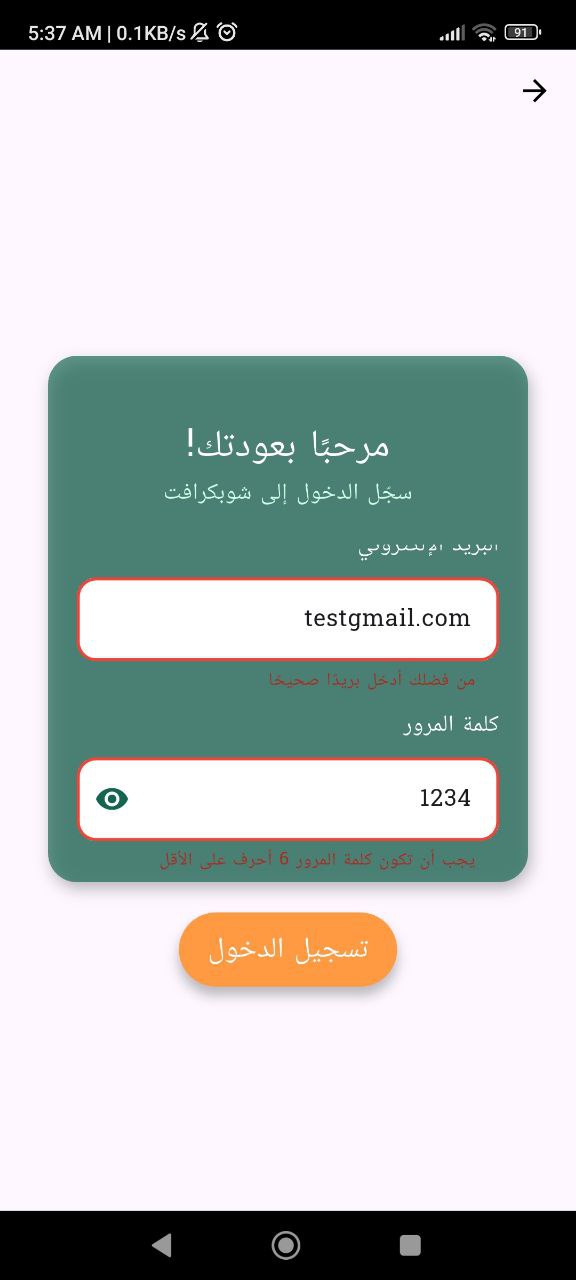 5:37 AM | 0.1KB/s
91
مرحبًا بعودتك!
سجّل الدخول إلى شوبكرافت
البريد الإلكتروني
testgmail.com
من فضلك أدخل بريدًا صحيحًا
كلمة المرور
1234
يجب أن تكون كلمة المرور 6 أحرف على الأقل
تسجيل الدخول